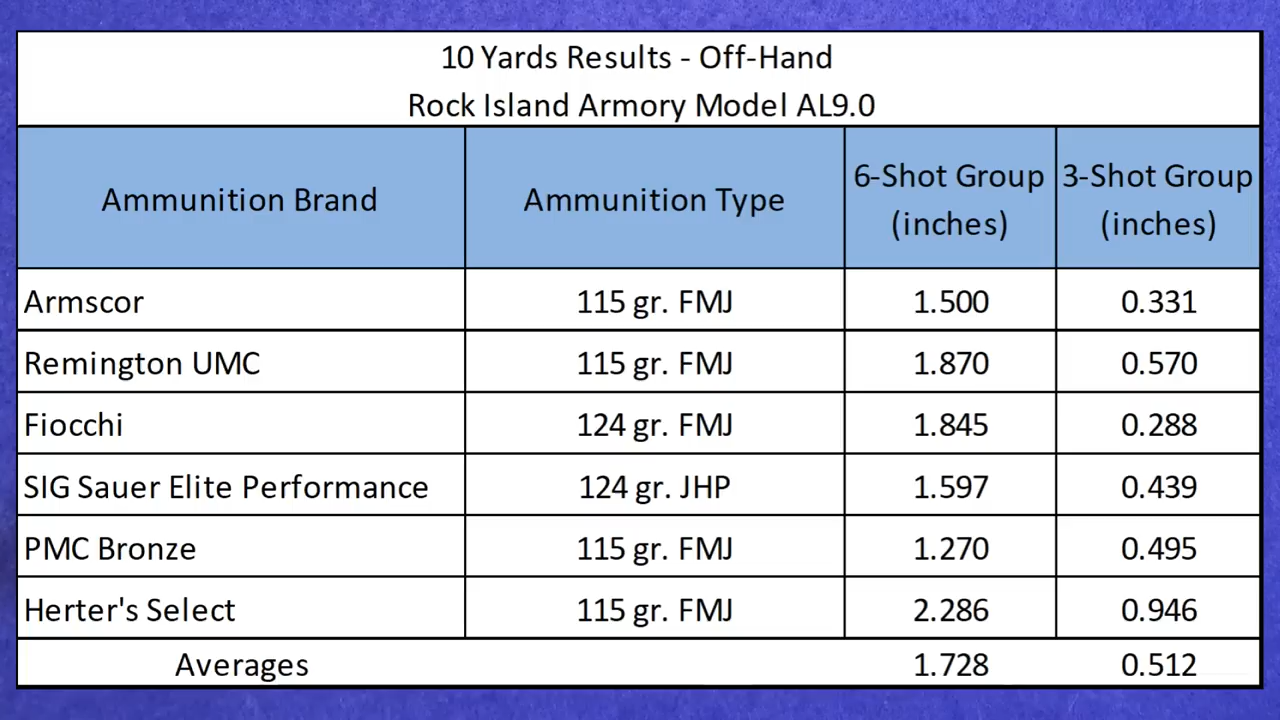 10 Yards Results - Off-Hand
Rock Island Armory Model AL9.0
Ammunition Brand Ammunition Type 6-Shot Group (inches) 3-Shot Group (inches)
Armscor 115 gr. FMJ 1.500 0.331
Remington UMC 115 gr. FMJ 1.870 0.570
Fiocchi 124 gr. FMJ 1.845 0.288
SIG Sauer Elite Performance 124 gr. JHP 1.597 0.439
PMC Bronze 115 gr. FMJ 1.270 0.495
Herter's Select 115 gr. FMJ 2.286 0.946
Averages 1.728 0.512